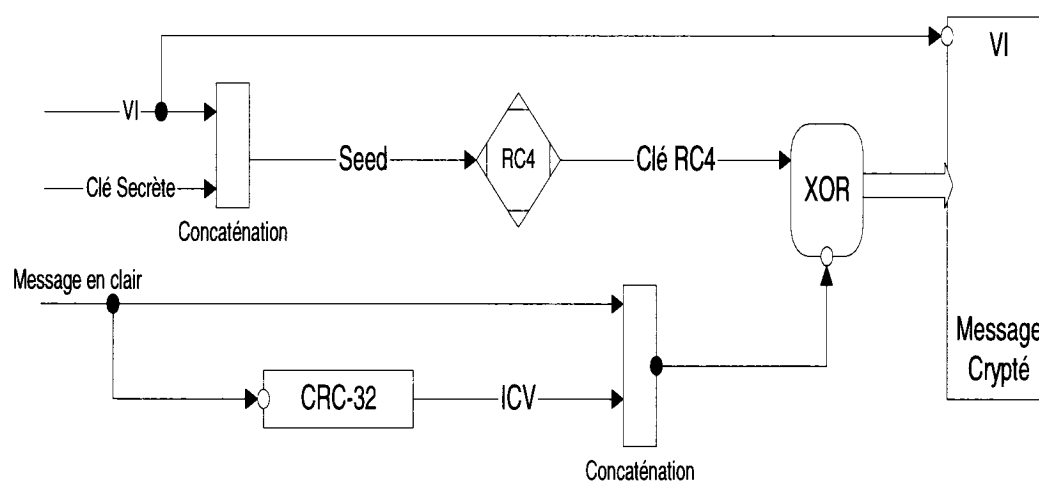 VI
VI
Seed
RC4
Clé RC4
XOR
Clé Secrète
Concaténation
Message en clair
Message
Crypté
CRC-32
ICV
Concaténation